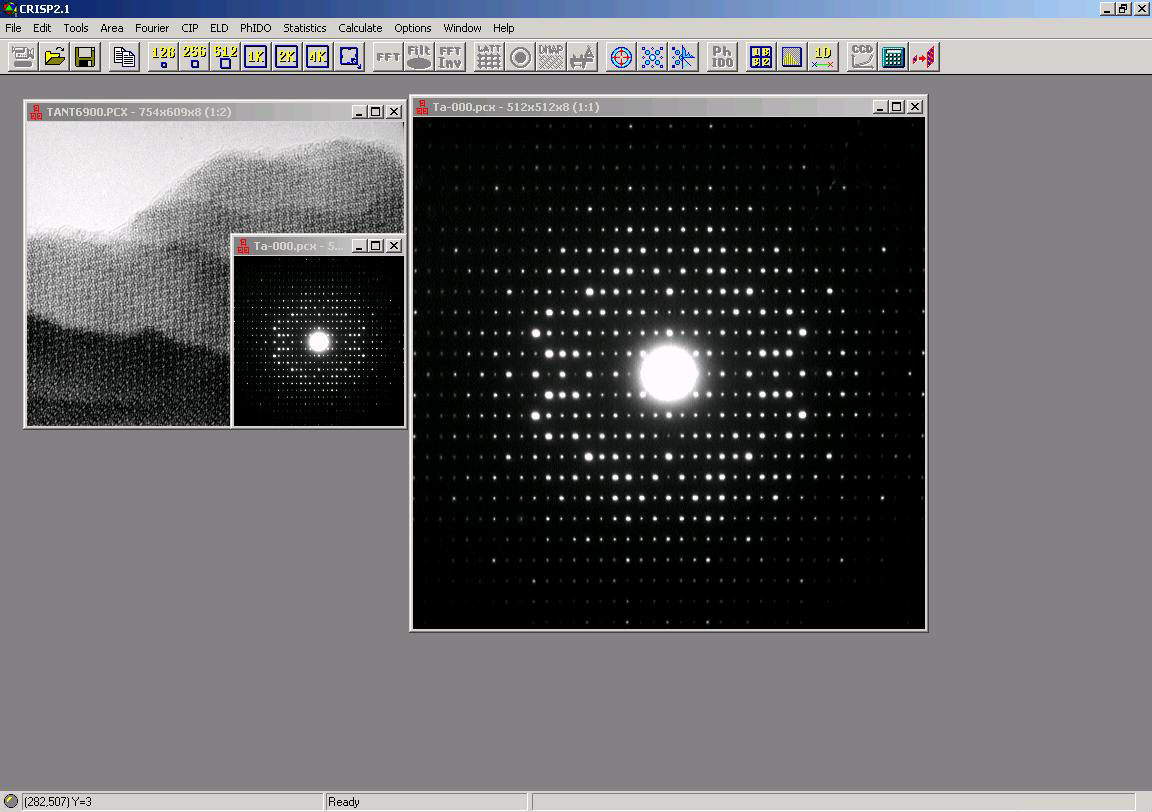 CRISP2.1
File Edit Tools Area Fourier CIP ELD PhIDO Statistics Calculate Options Window Help
128 256 512 1K 2K 4K FFT Filt FFT Inv LATT DMAP Ph IDO 1D CCD
TANT6900.PCX - 754x609x8 (1:2)
Ta-000.pcx - 5...
Ta-000.pcx - 512x512x8 (1:1)
(282,507) Y=3
Ready